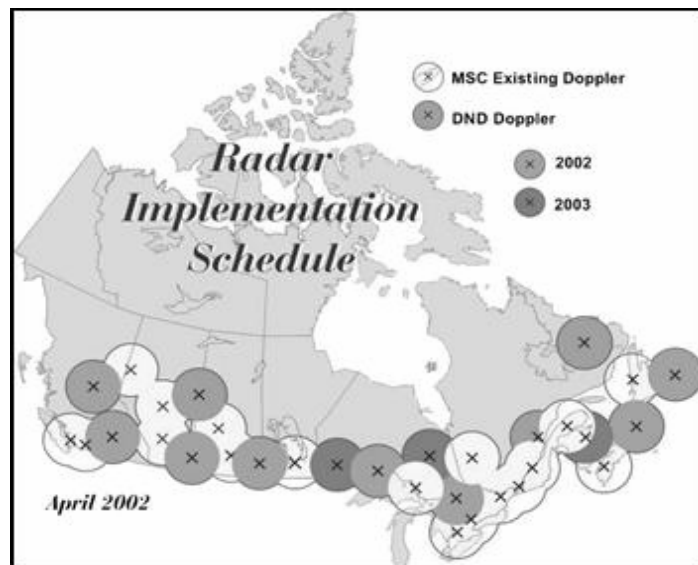 MSC Existing Doppler
DND Doppler
2002
2003
Radar
Implementation
Schedule
April 2002